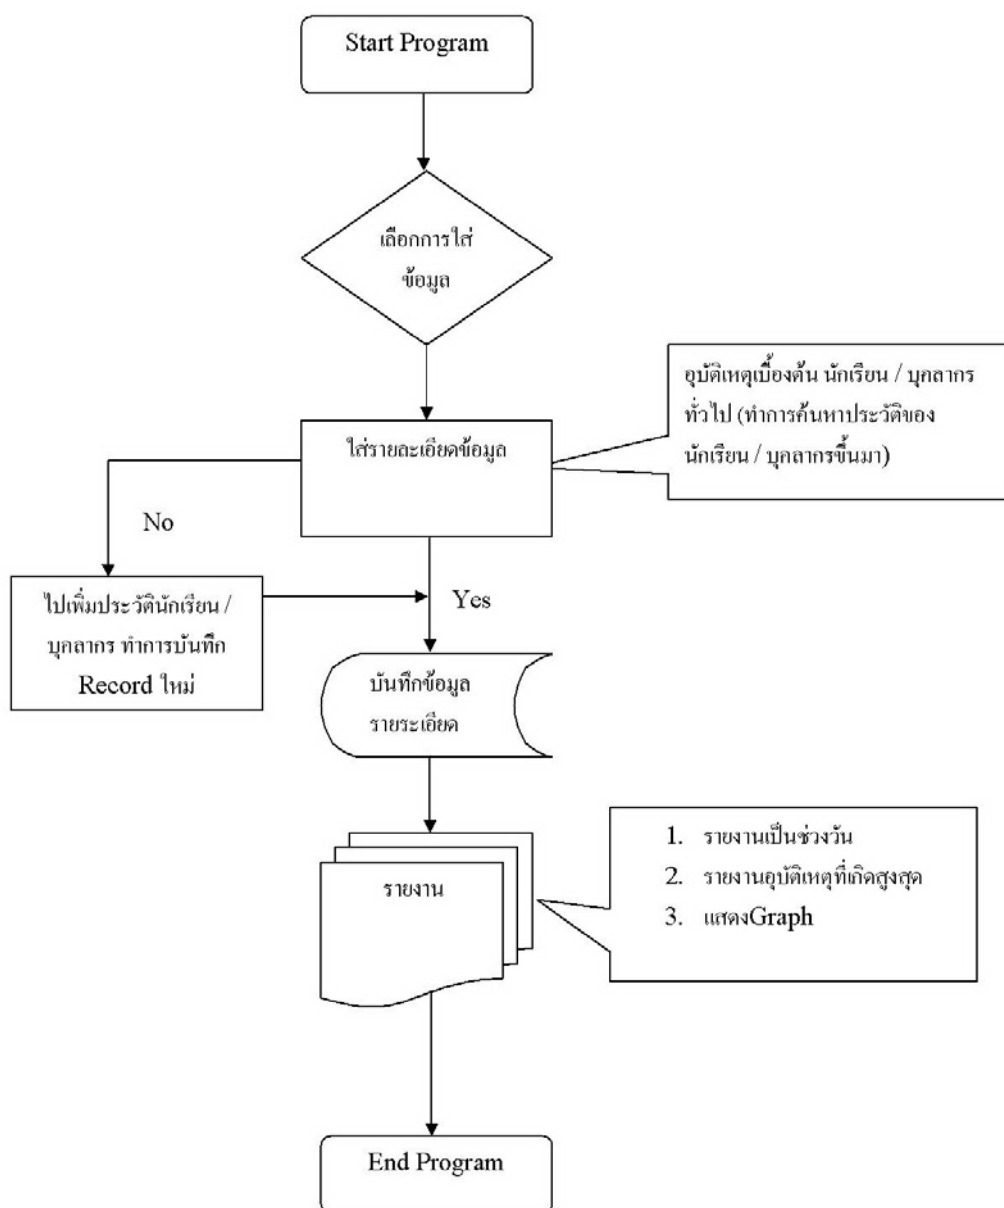 Start Program
เลือกการใส่
ข้อมูล
อุบัติเหตุเบื้องต้น นักเรียน / บุคลากร
ทั่วไป (ทำการค้นหาประวัติของ
นักเรียน / บุคลากรขึ้นมา)
ใส่รายละเอียดข้อมูล
No
Yes
ไปเพิ่มประวัตินักเรียน /
บุคลากร ทำการบันทึก
Record ใหม่
บันทึกข้อมูล
รายระเอียด
1. รายงานเป็นช่วงวัน
2. รายงานอุบัติเหตุที่เกิดสูงสุด
3. แสดงGraph
รายงาน
End Program